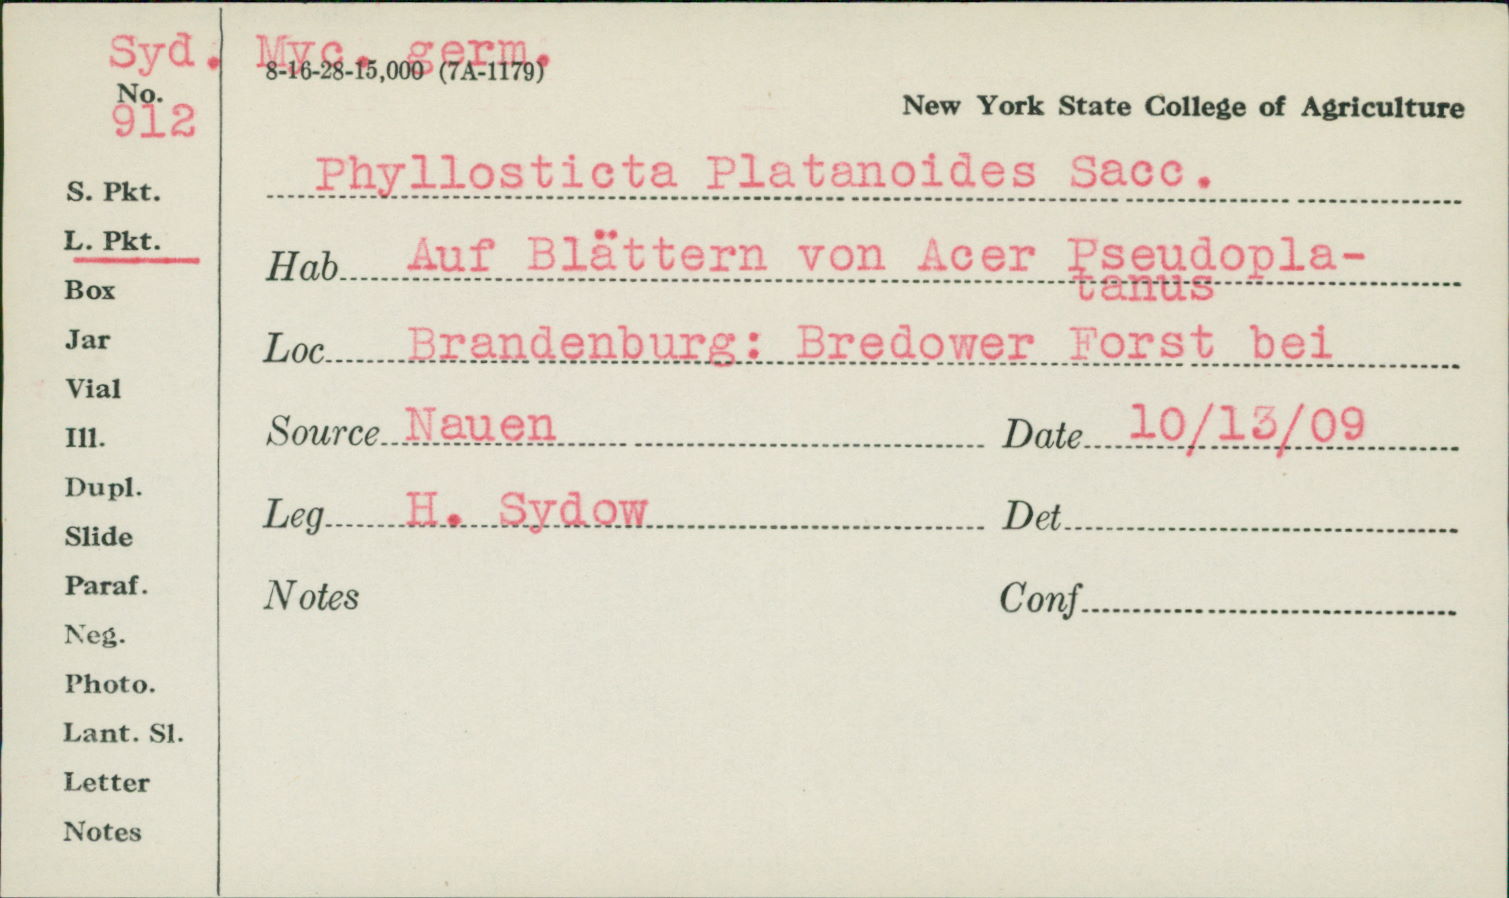 Syd. Myc. germ.
8-16-28-15,000 (7A-1179)
No.
912
New York State College of Agriculture
Phyllosticta Platanoides Sacc.
S. Pkt.
L. Pkt.
Hab. Auf Blättern von Acer Pseudopla-
tanus
Box
Jar
Loc. Brandenburg: Bredower Forst bei
Vial
Ill.
Source Nauen Date 10/13/09
Dupl.
Slide
Leg. H. Sydow Det.
Paraf.
Notes Conf.
Neg.
Photo.
Lant. Sl.
Letter
Notes